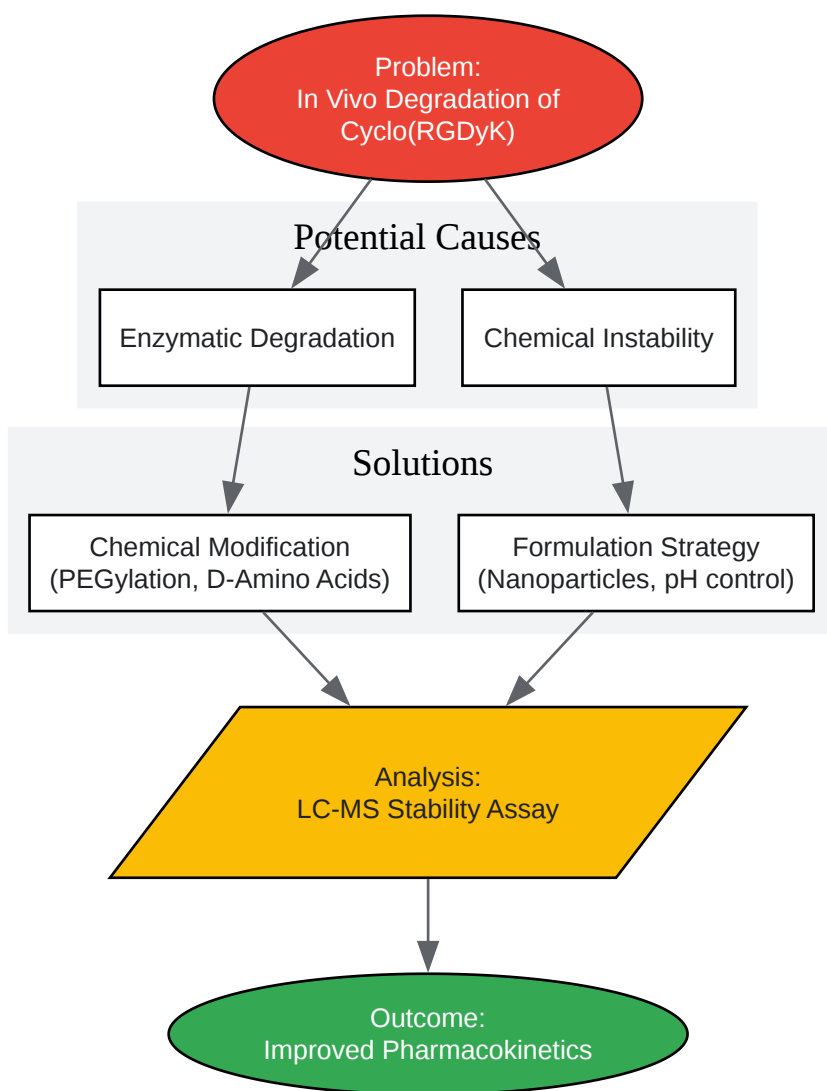 Problem:
In Vivo Degradation of
Cyclo(RGDyK)
Potential Causes
Enzymatic Degradation
Chemical Instability
Solutions
Chemical Modification
(PEGylation, D-Amino Acids)
Formulation Strategy
(Nanoparticles, pH control)
Analysis:
LC-MS Stability Assay
Outcome:
Improved Pharmacokinetics